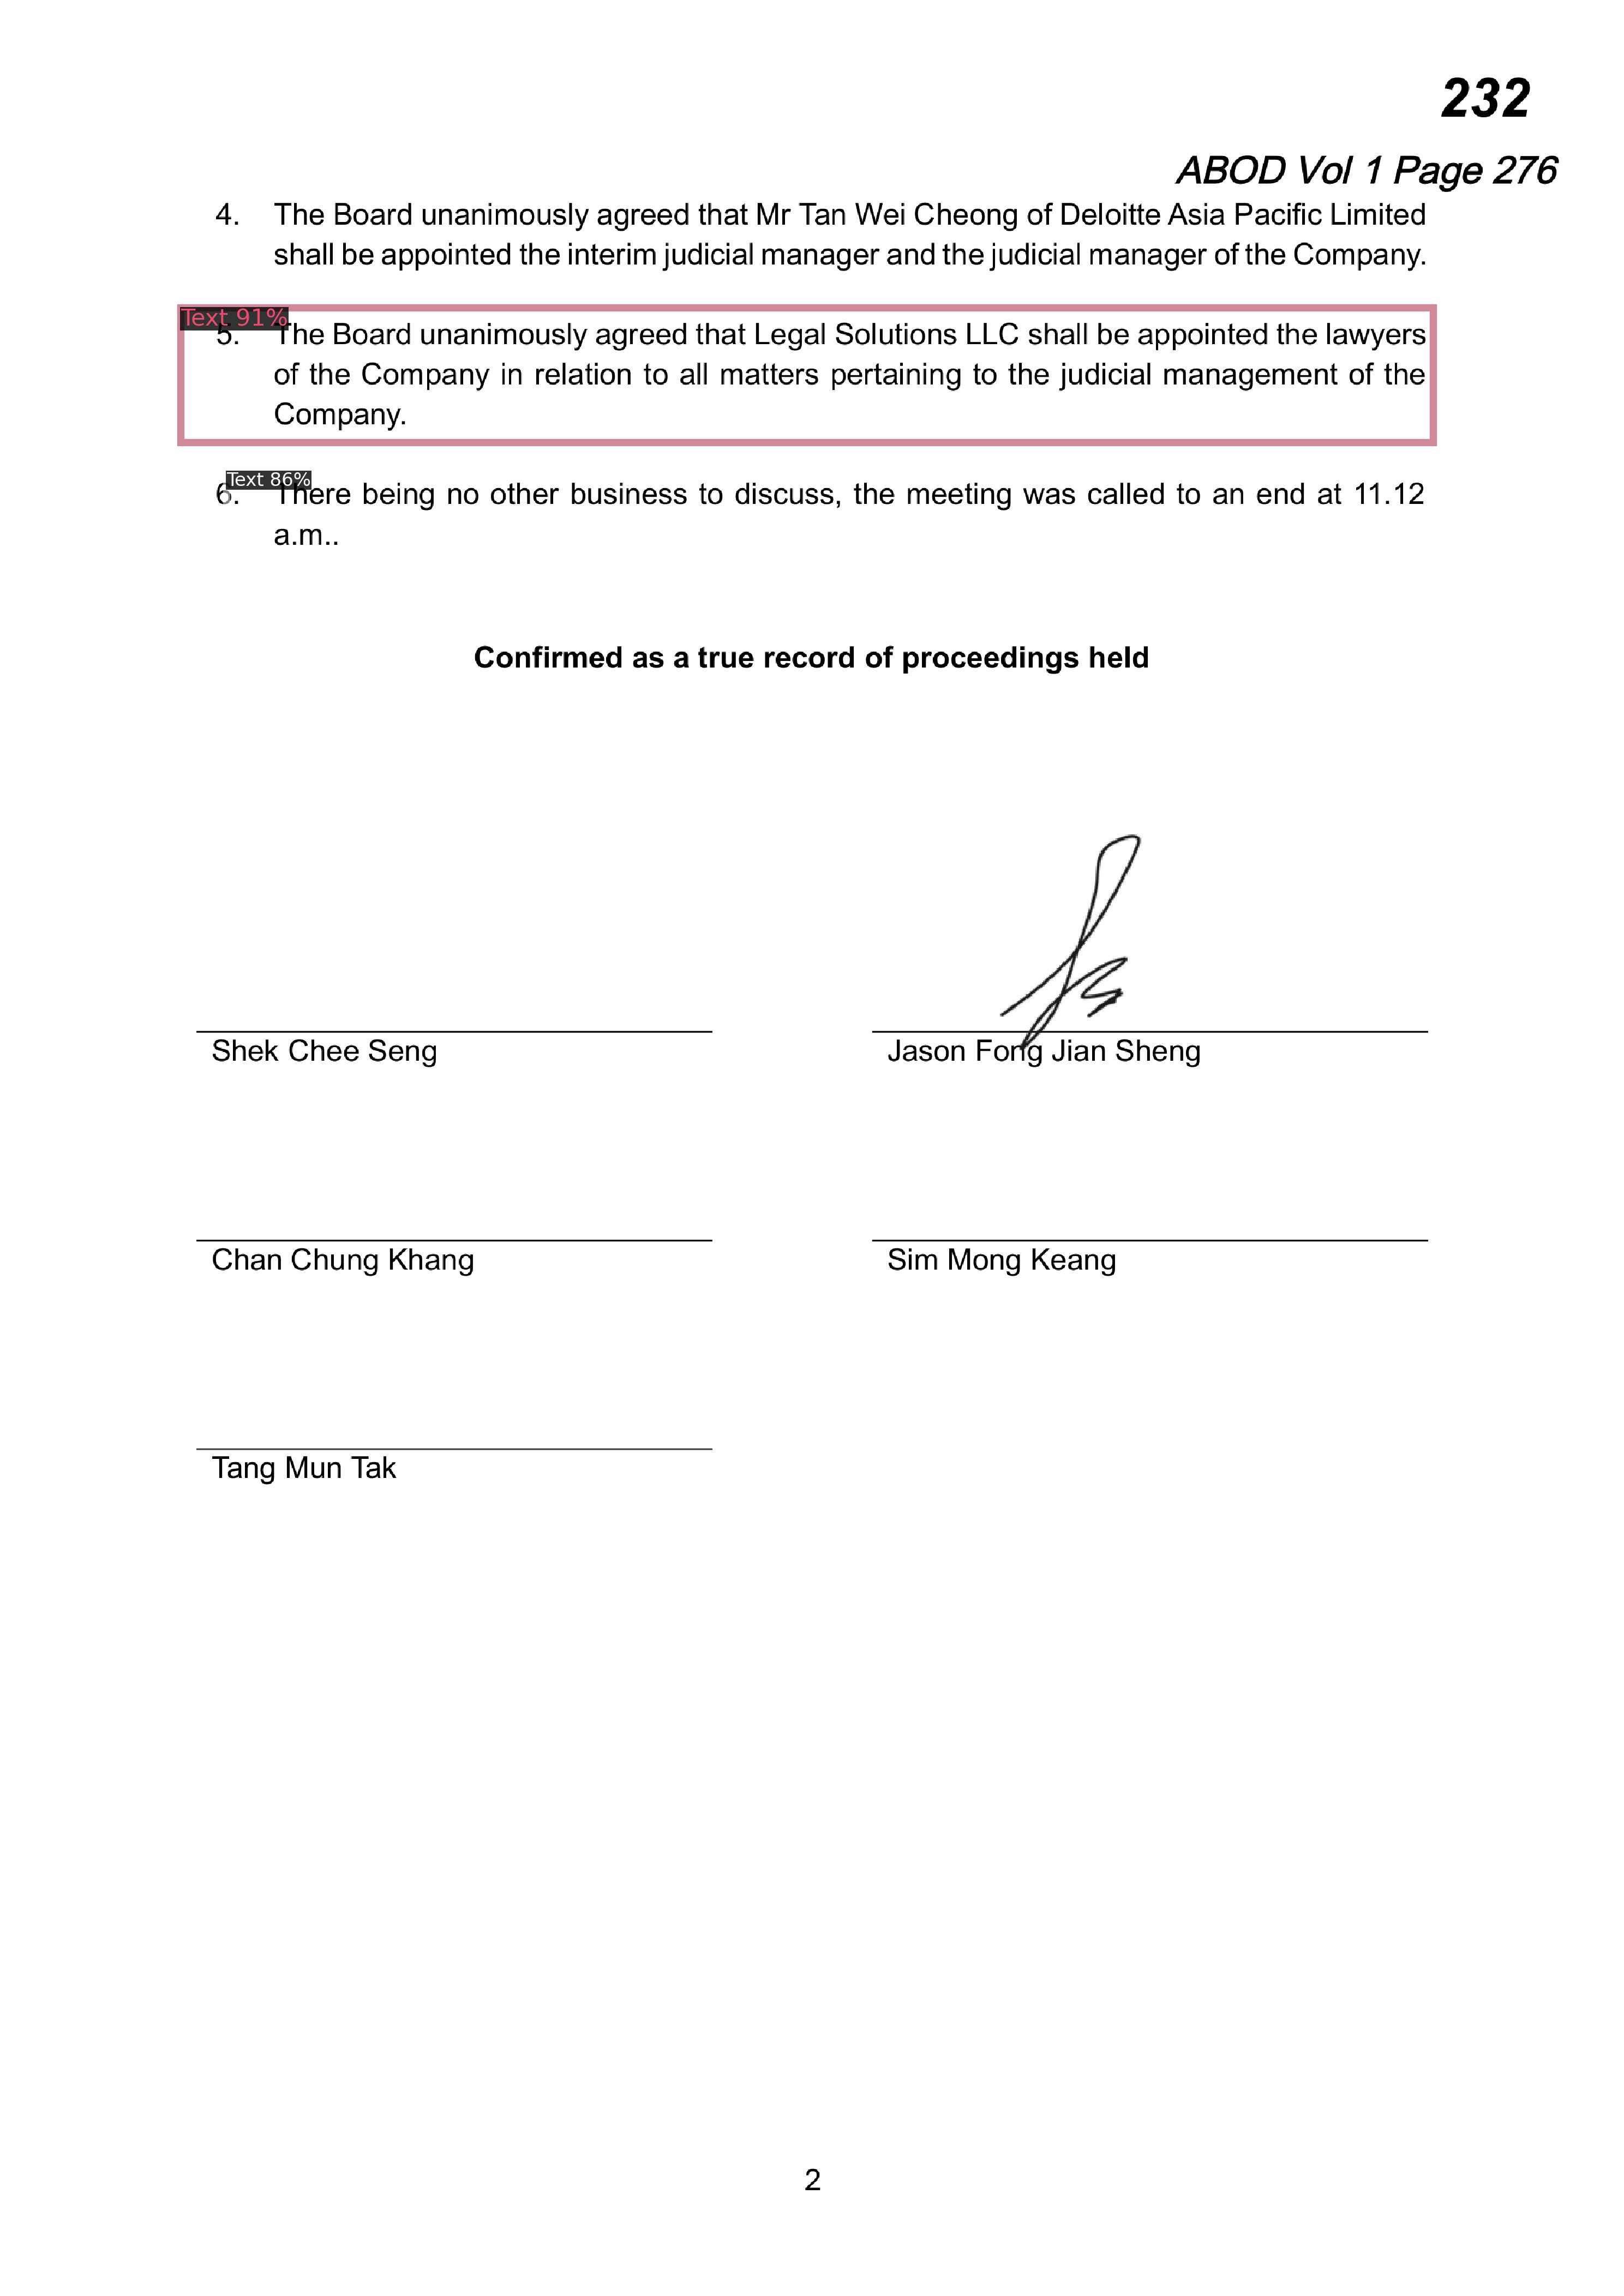 232
ABOD Vol 1 Page 276
4. The Board unanimously agreed that Mr Tan Wei Cheong of Deloitte Asia Pacific Limited
shall be appointed the interim judicial manager and the judicial manager of the Company.
Text 91%
5. The Board unanimously agreed that Legal Solutions LLC shall be appointed the lawyers
of the Company in relation to all matters pertaining to the judicial management of the
Company.
Text 86%
6. There being no other business to discuss, the meeting was called to an end at 11.12
a.m..
Confirmed as a true record of proceedings held
Shek Chee Seng
Jason Fong Jian Sheng
Chan Chung Khang
Sim Mong Keang
Tang Mun Tak
2